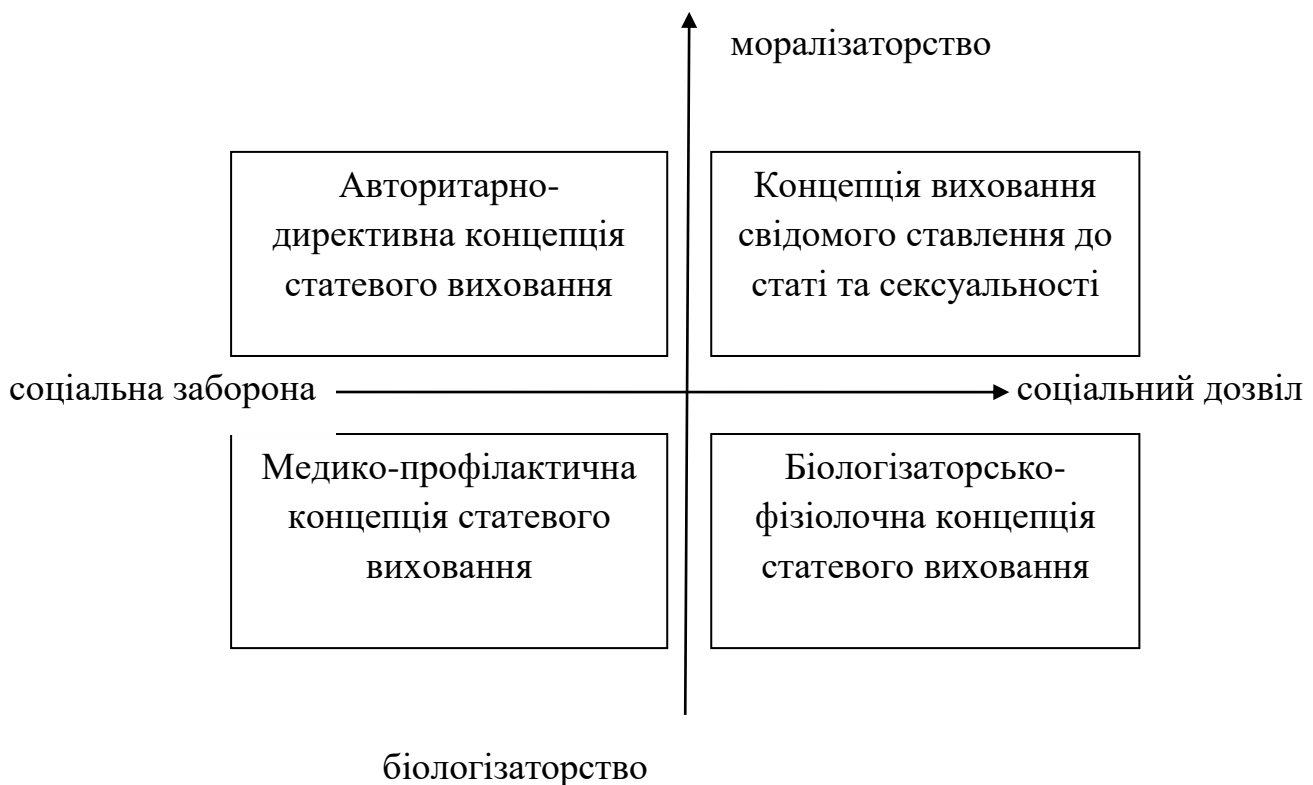 моралізаторство
Авторитарно-
директивна концепція
статевого виховання
Концепція виховання
свідомого ставлення до
статі та сексуальності
соціальна заборона
соціальний дозвіл
Медико-профілактична
концепція статевого
виховання
Біологізаторсько-
фізіолочна концепція
статевого виховання
біологізаторство